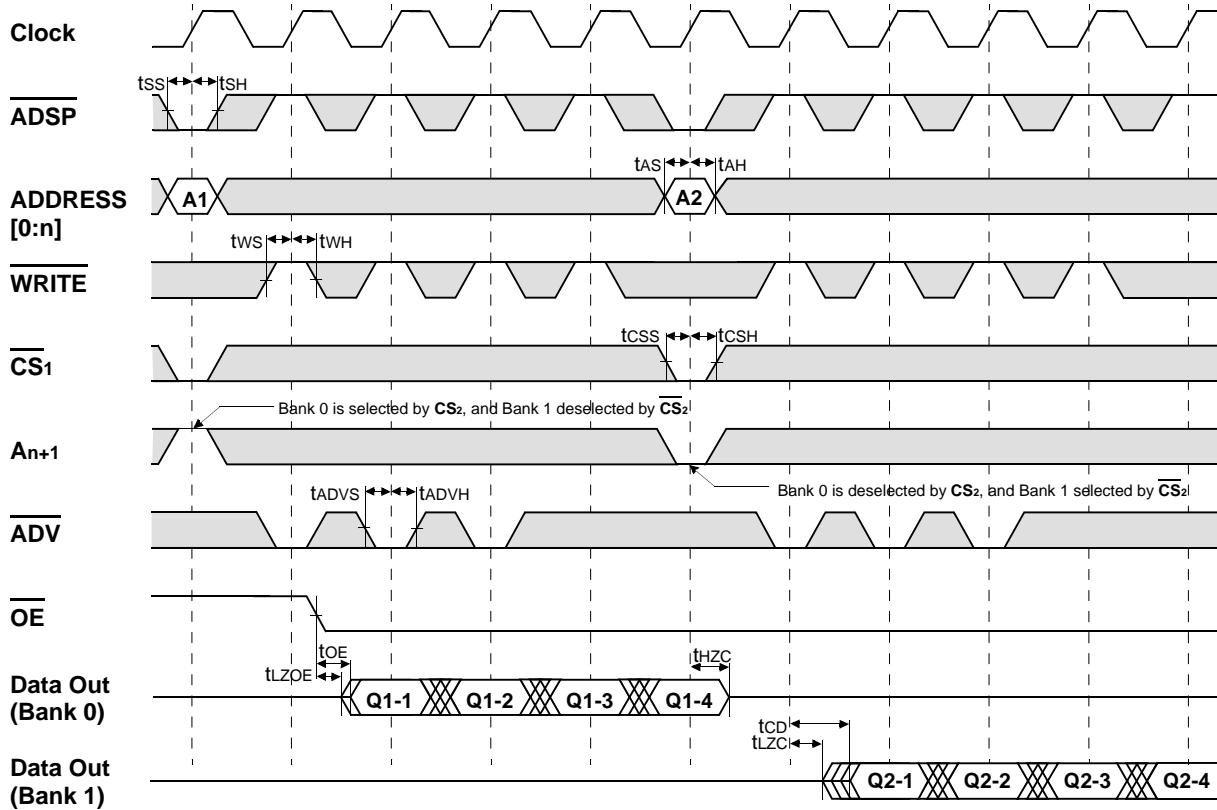 Clock
tSS
tSH
ADSP
tAS
tAH
ADDRESS
[0:n]
A1
A2
tWS
tWH
WRITE
tCSS
tCSH
CS1
Bank 0 is selected by CS2, and Bank 1 deselected by CS2
An+1
Bank 0 is deselected by CS2, and Bank 1 selected by CS2
tADVS
tADVH
ADV
OE
tOE
tLZOE
tHZC
Data Out
(Bank 0)
Q1-1
Q1-2
Q1-3
Q1-4
tCD
tLZC
Data Out
(Bank 1)
Q2-1
Q2-2
Q2-3
Q2-4